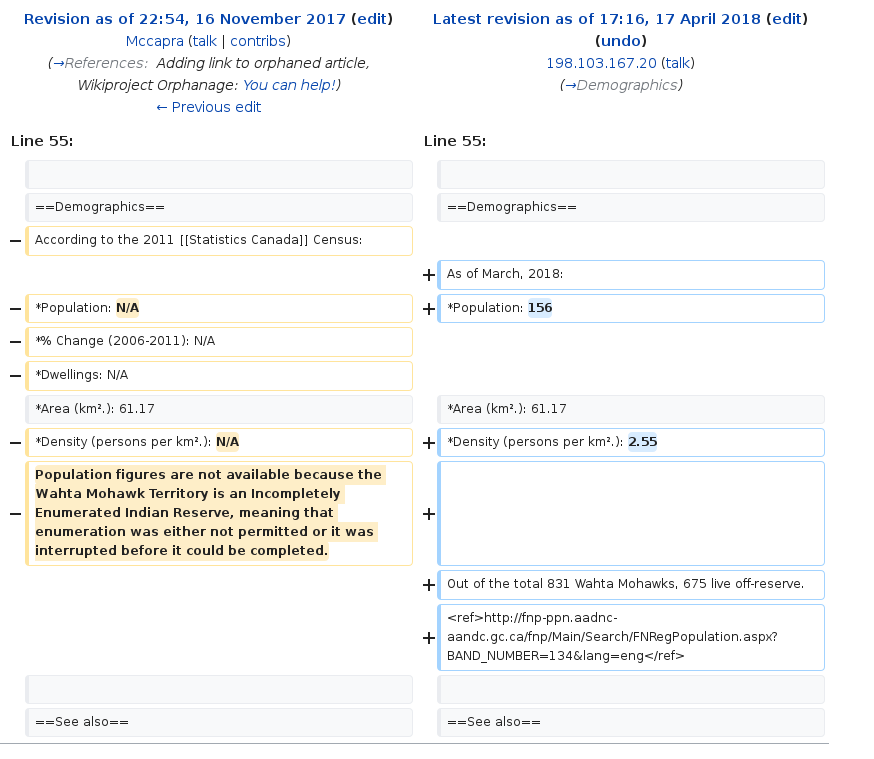 Revision as of 22:54, 16 November 2017 (edit)
Mccapra (talk | contribs)
(→References: Adding link to orphaned article,
Wikiproject Orphanage: You can help!)
← Previous edit
Latest revision as of 17:16, 17 April 2018 (edit)
(undo)
198.103.167.20 (talk)
(→Demographics)
Line 55:
Line 55:
==Demographics==
==Demographics==
− According to the 2011 [[Statistics Canada]] Census:
+ As of March, 2018:
− *Population: N/A
+ *Population: 156
− *% Change (2006-2011): N/A
− *Dwellings: N/A
*Area (km².): 61.17
*Area (km².): 61.17
− *Density (persons per km².): N/A
+ *Density (persons per km².): 2.55
− Population figures are not available because the
Wahta Mohawk Territory is an Incompletely
Enumerated Indian Reserve, meaning that
enumeration was either not permitted or it was
interrupted before it could be completed.
+
+ Out of the total 831 Wahta Mohawks, 675 live off-reserve.
+ <ref>http://fnp-ppn.aadnc-
aandc.gc.ca/fnp/Main/Search/FNRegPopulation.aspx?
BAND_NUMBER=134&lang=eng</ref>
==See also==
==See also==